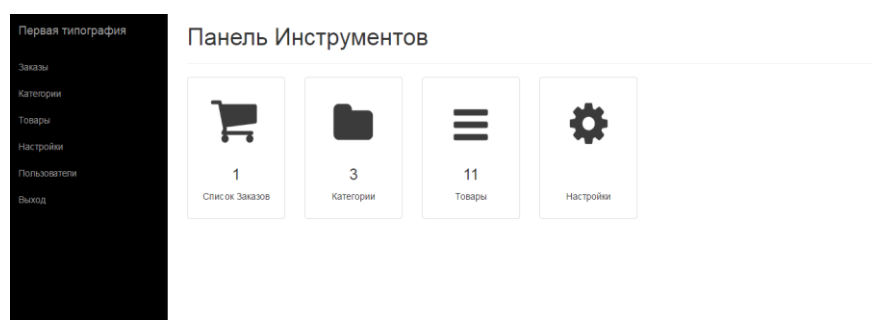 Первая типография
Заказы
Категории
Товары
Настройки
Пользователи
Выход
Панель Инструментов
1
Список Заказов
3
Категории
11
Товары
Настройки